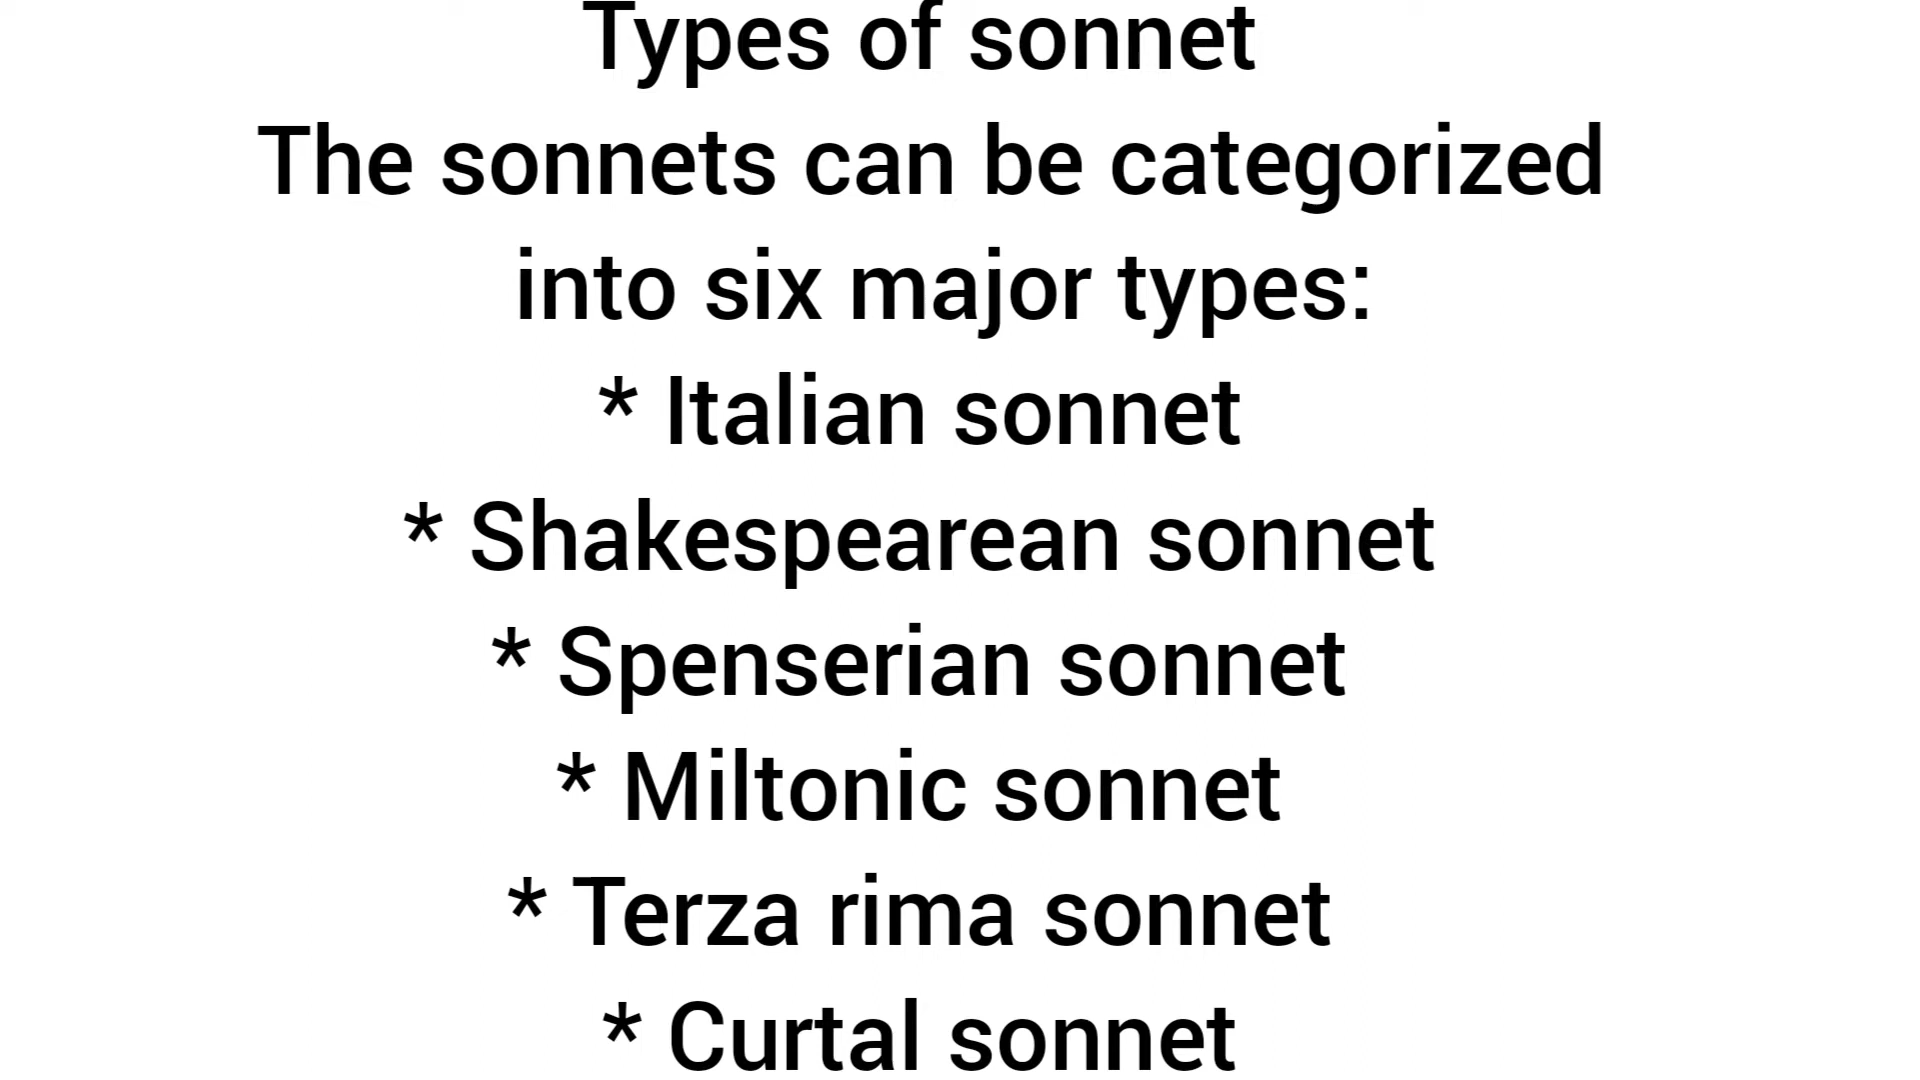 Types of sonnet
The sonnets can be categorized
into six major types:
* Italian sonnet
* Shakespearean sonnet
* Spenserian sonnet
* Miltonic sonnet
* Terza rima sonnet
* Curtal sonnet